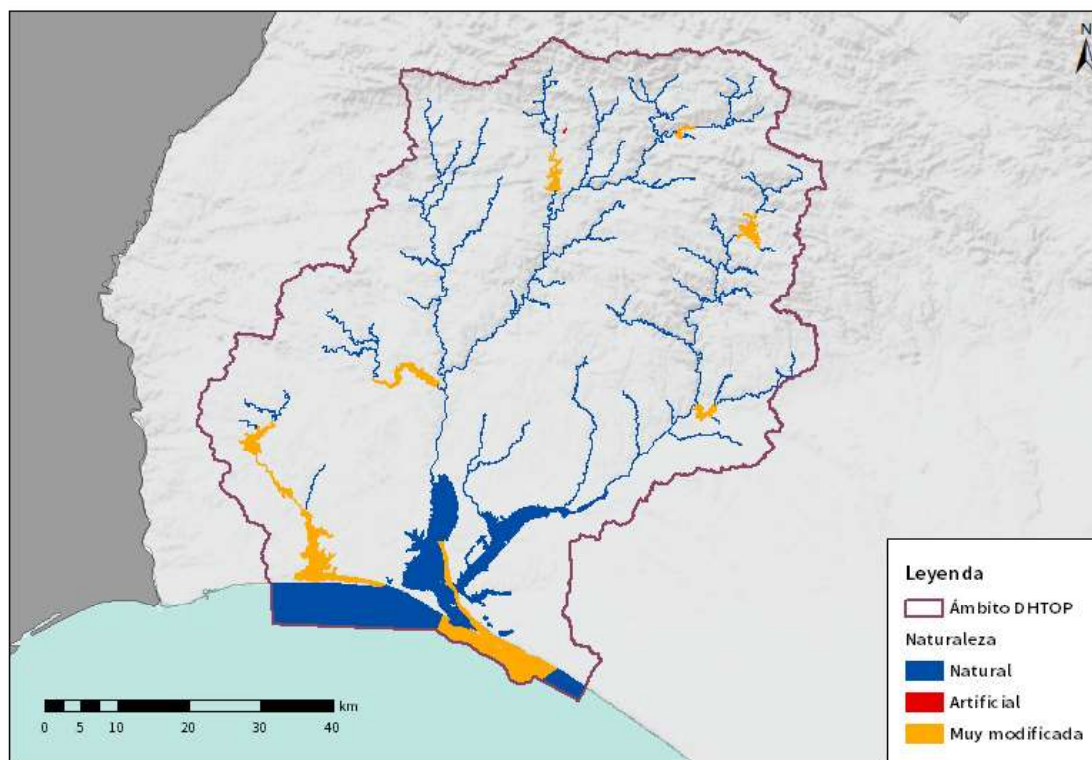 N
0 5 10 20 30 40 km
Leyenda
Ámbito DHTOP
Naturaleza
Natural
Artificial
Muy modificada